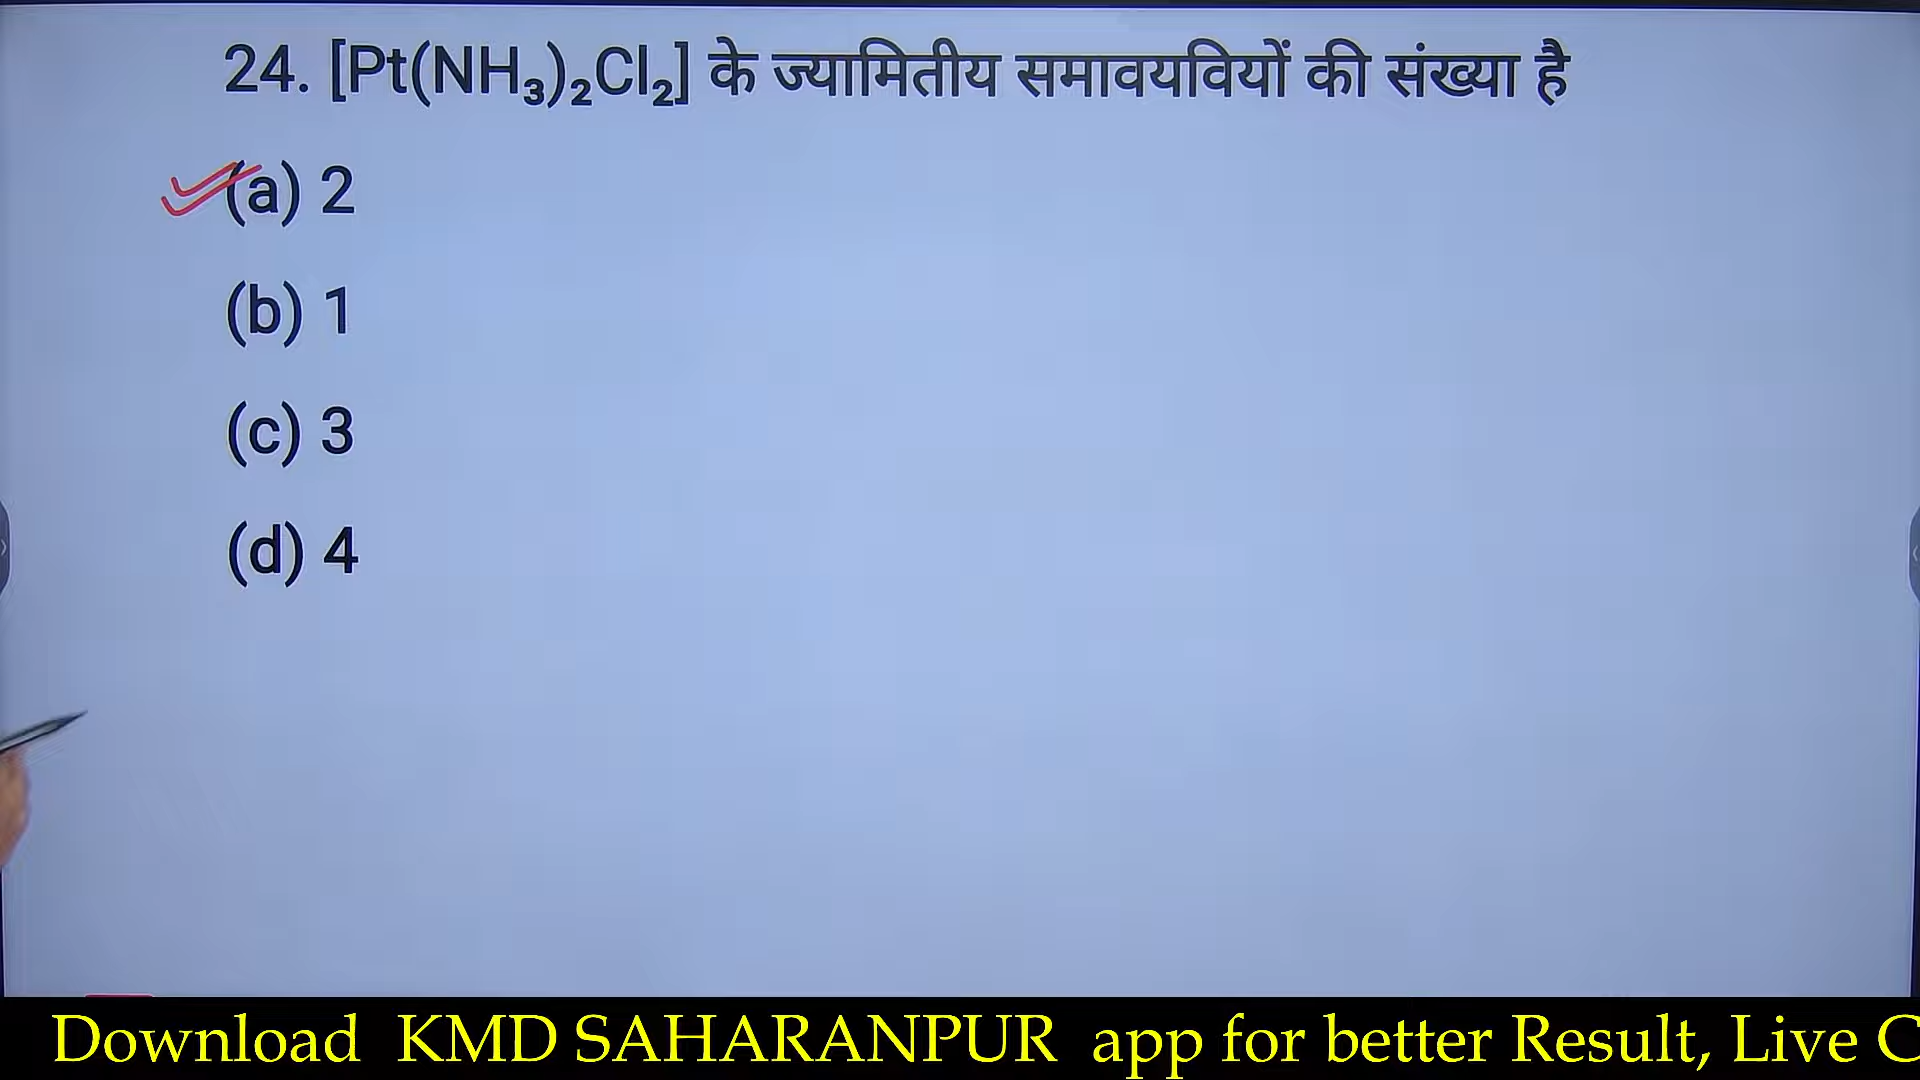 24. [Pt(NH₃)₂Cl₂] के ज्यामितीय समावयवियों की संख्या है
(a) 2
(b) 1
(c) 3
(d) 4
Download KMD SAHARANPUR app for better Result, Live C